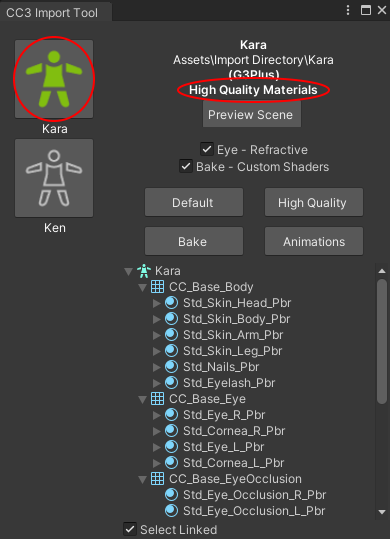 CC3 Import Tool
Kara
Ken
Kara
Assets\Import Directory\Kara
(G3Plus)
High Quality Materials
Preview Scene
Eye - Refractive
Bake - Custom Shaders
Default
High Quality
Bake
Animations
Kara
CC_Base_Body
Std_Skin_Head_Pbr
Std_Skin_Body_Pbr
Std_Skin_Arm_Pbr
Std_Skin_Leg_Pbr
Std_Nails_Pbr
Std_Eyelash_Pbr
CC_Base_Eye
Std_Eye_R_Pbr
Std_Cornea_R_Pbr
Std_Eye_L_Pbr
Std_Cornea_L_Pbr
CC_Base_EyeOcclusion
Std_Eye_Occlusion_R_Pbr
Std_Eye_Occlusion_L_Pbr
Select Linked